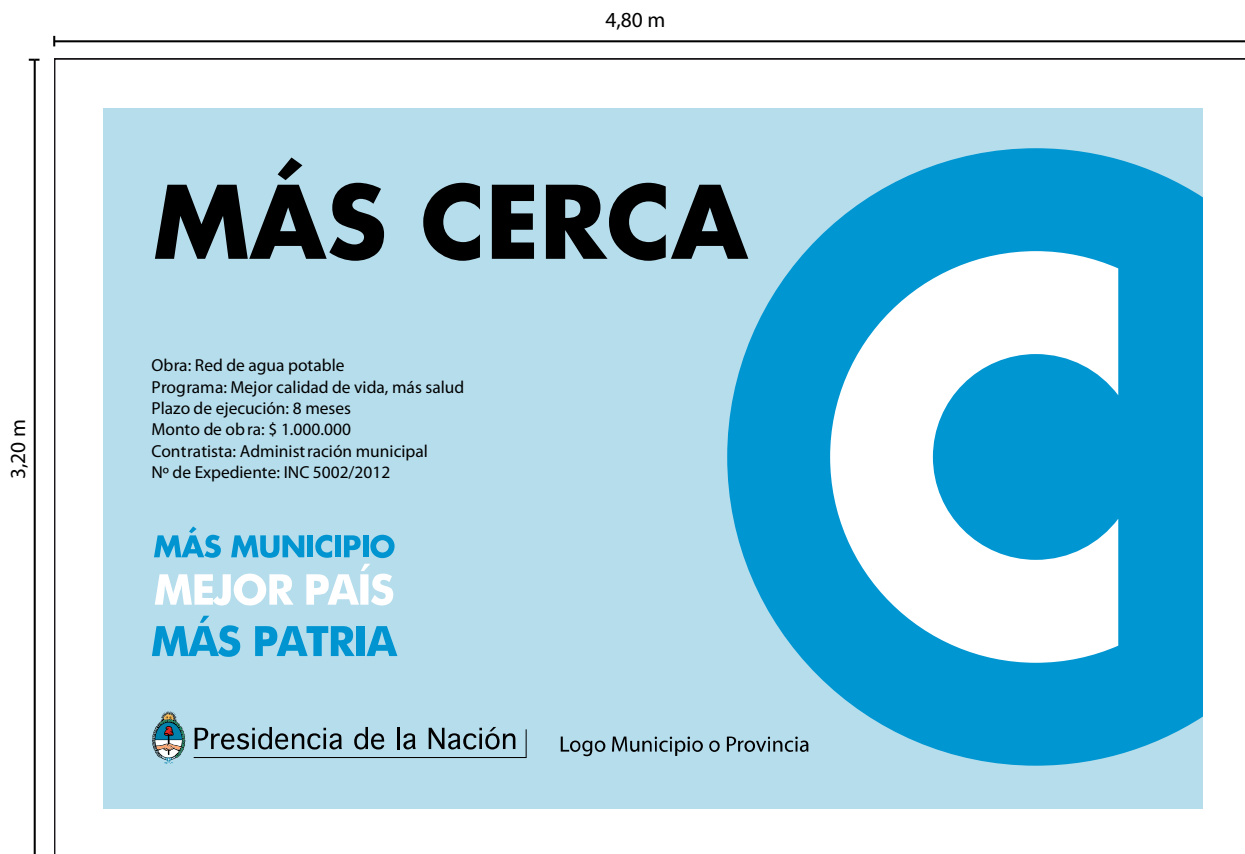 4,80 m
3,20 m
MÁS CERCA
Obra: Red de agua potable
Programa: Mejor calidad de vida, más salud
Plazo de ejecución: 8 meses
Monto de obra: $ 1.000.000
Contratista: Administración municipal
Nº de Expediente: INC 5002/2012
MÁS MUNICIPIO
MEJOR PAÍS
MÁS PATRIA
Presidencia de la Nación
Logo Municipio o Provincia
C